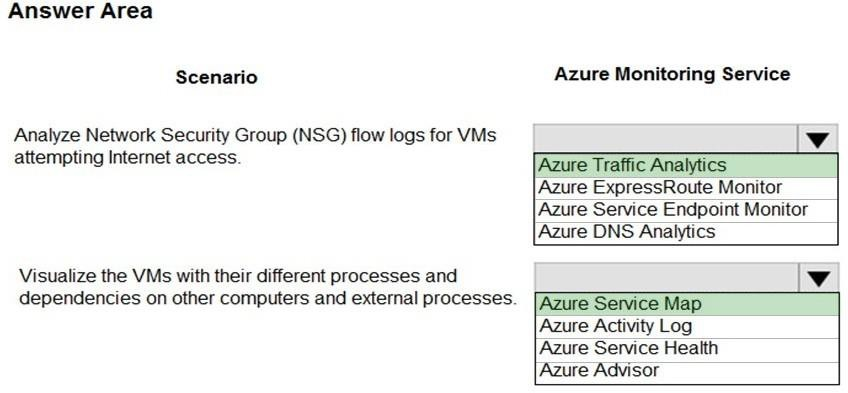 Answer Area
Scenario
Azure Monitoring Service
Analyze Network Security Group (NSG) flow logs for VMs
attempting Internet access.
Azure Traffic Analytics
Azure ExpressRoute Monitor
Azure Service Endpoint Monitor
Azure DNS Analytics
Visualize the VMs with their different processes and
dependencies on other computers and external processes.
Azure Service Map
Azure Activity Log
Azure Service Health
Azure Advisor